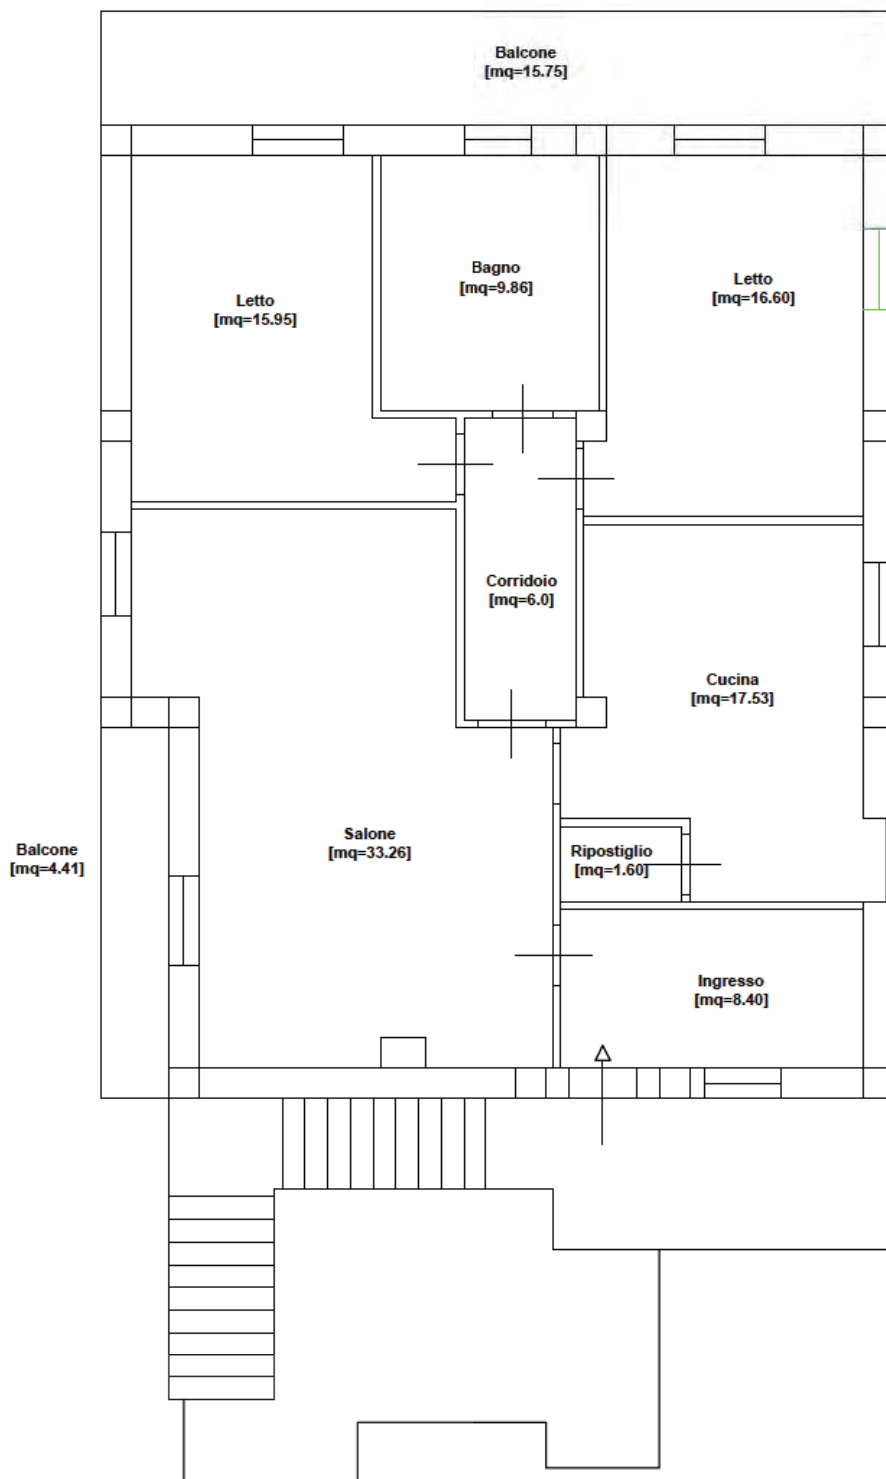 Balcone
[mq=15.75]
Bagno
[mq=9.86]
Letto
[mq=16.60]
Letto
[mq=15.95]
Corridoio
[mq=6.0]
Cucina
[mq=17.53]
Salone
[mq=33.26]
Balcone
[mq=4.41]
Ripostiglio
[mq=1.60]
Ingresso
[mq=8.40]